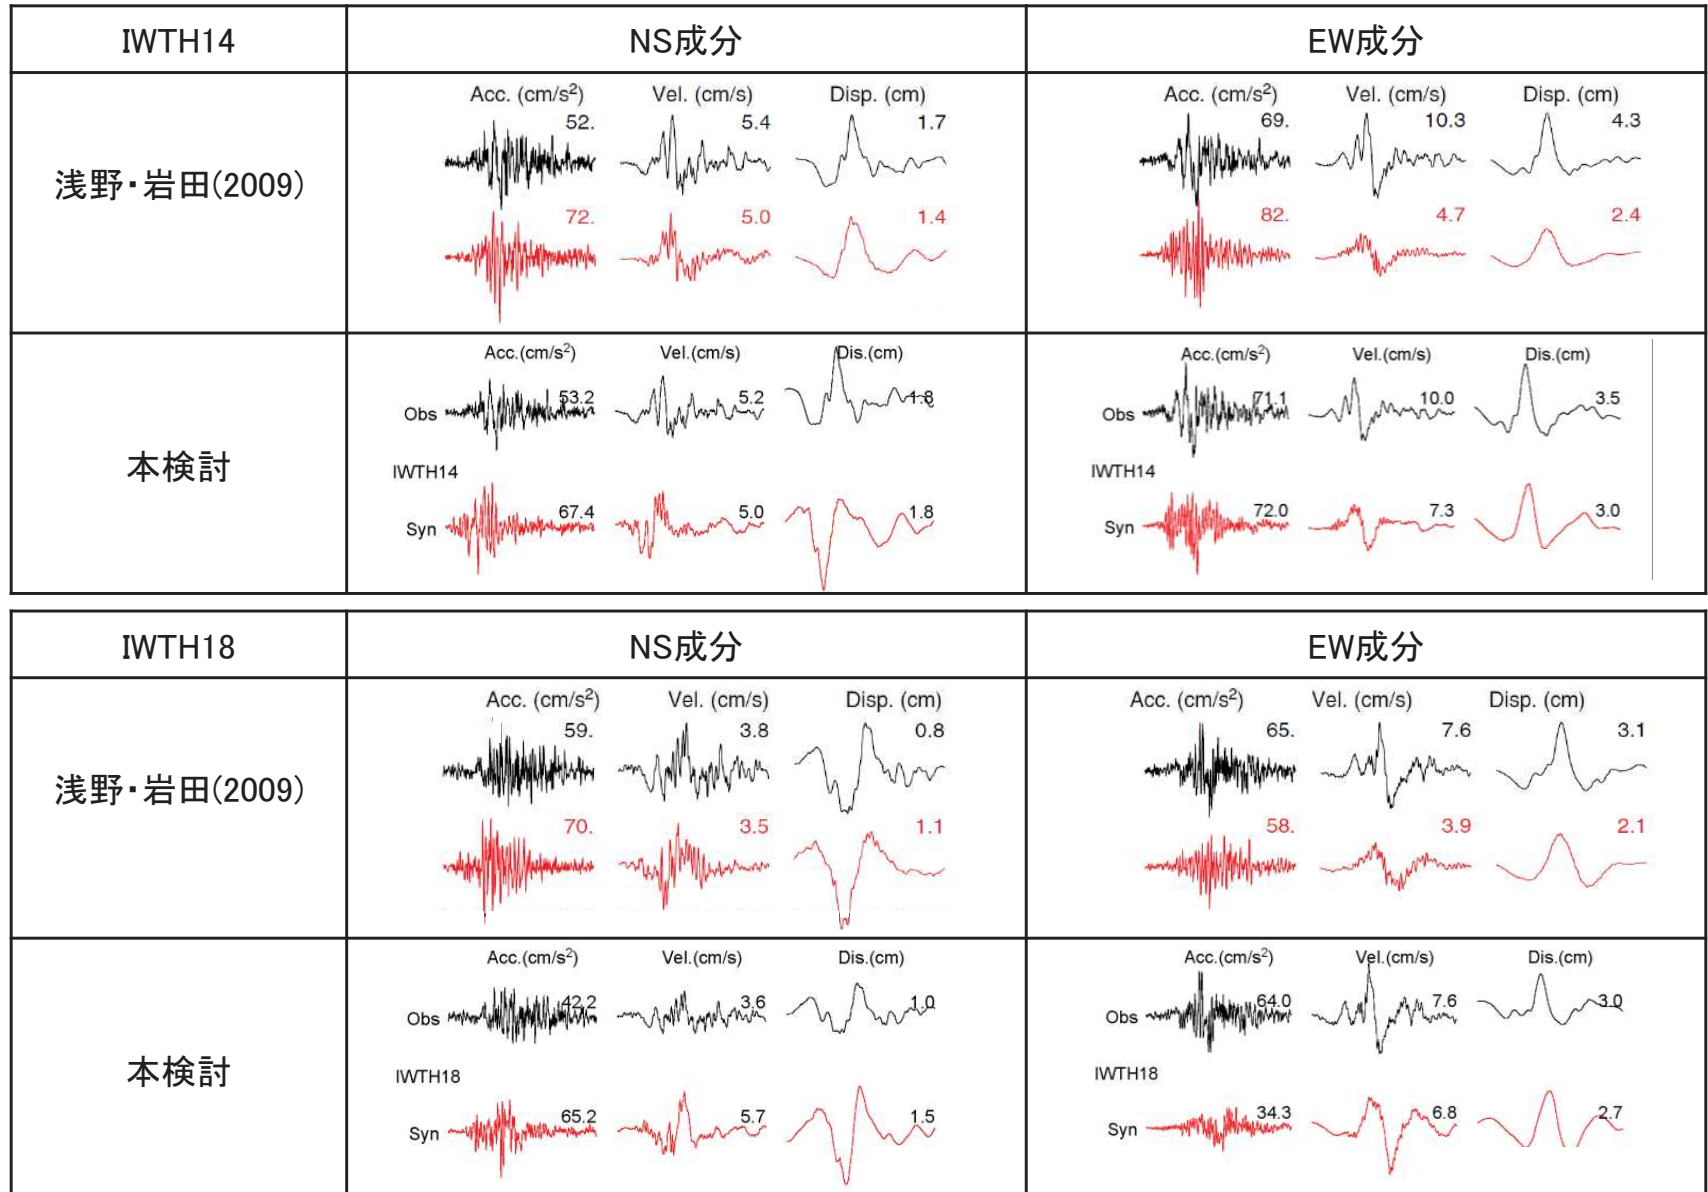 IWTH14 NS成分 EW成分
浅野・岩田(2009)
Acc. (cm/s²) Vel. (cm/s) Disp. (cm)
52. 5.4 1.7
72. 5.0 1.4
Acc. (cm/s²) Vel. (cm/s) Disp. (cm)
69. 10.3 4.3
82. 4.7 2.4
本検討
Acc.(cm/s²) Vel.(cm/s) Dis.(cm)
Obs 53.2 5.2 1.8
IWTH14
Syn 67.4 5.0 1.8
Acc.(cm/s²) Vel.(cm/s) Dis.(cm)
Obs 71.1 10.0 3.5
IWTH14
Syn 72.0 7.3 3.0
IWTH18 NS成分 EW成分
浅野・岩田(2009)
Acc. (cm/s²) Vel. (cm/s) Disp. (cm)
59. 3.8 0.8
70. 3.5 1.1
Acc. (cm/s²) Vel. (cm/s) Disp. (cm)
65. 7.6 3.1
58. 3.9 2.1
本検討
Acc.(cm/s²) Vel.(cm/s) Dis.(cm)
Obs 42.2 3.6 1.0
IWTH18
Syn 65.2 5.7 1.5
Acc.(cm/s²) Vel.(cm/s) Dis.(cm)
Obs 64.0 7.6 3.0
IWTH18
Syn 34.3 6.8 2.7